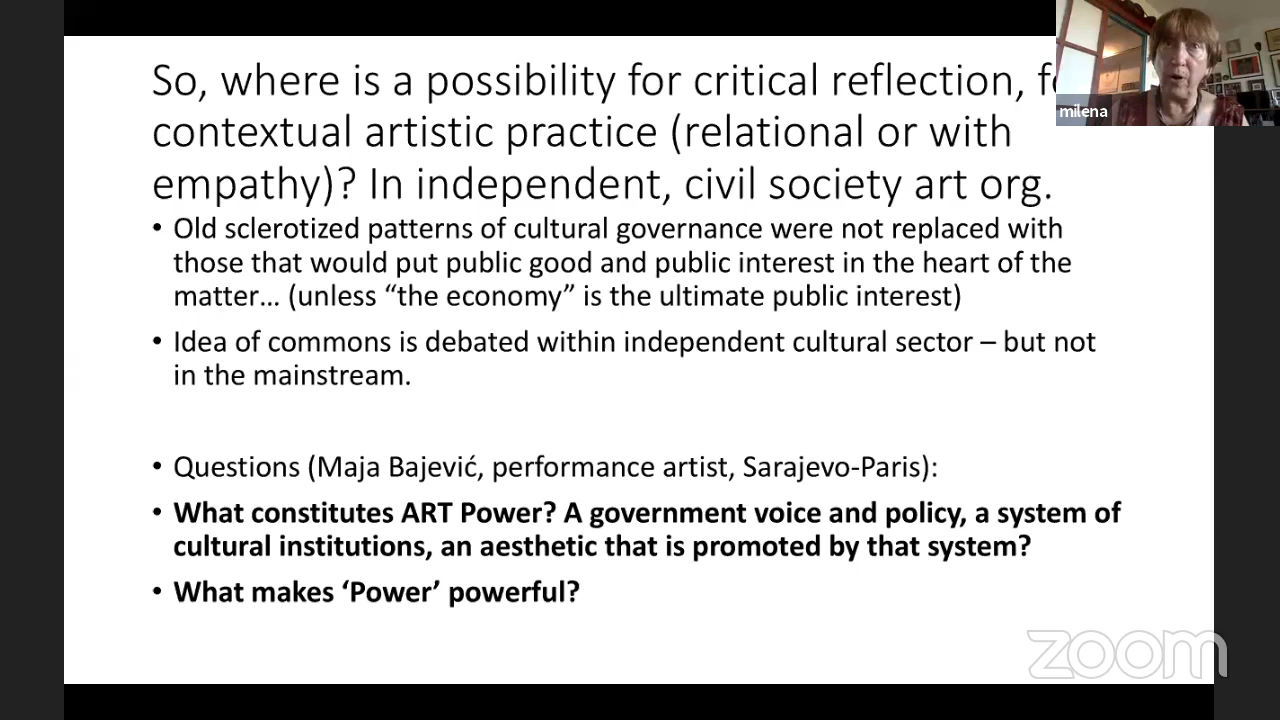 So, where is a possibility for critical reflection,
contextual artistic practice (relational or with
empathy)? In independent, civil society art org.
• Old sclerotized patterns of cultural governance were not replaced with
those that would put public good and public interest in the heart of the
matter… (unless “the economy” is the ultimate public interest)
• Idea of commons is debated within independent cultural sector – but not
in the mainstream.
• Questions (Maja Bajević, performance artist, Sarajevo-Paris):
• What constitutes ART Power? A government voice and policy, a system of
cultural institutions, an aesthetic that is promoted by that system?
• What makes ‘Power’ powerful?
milena
zoom